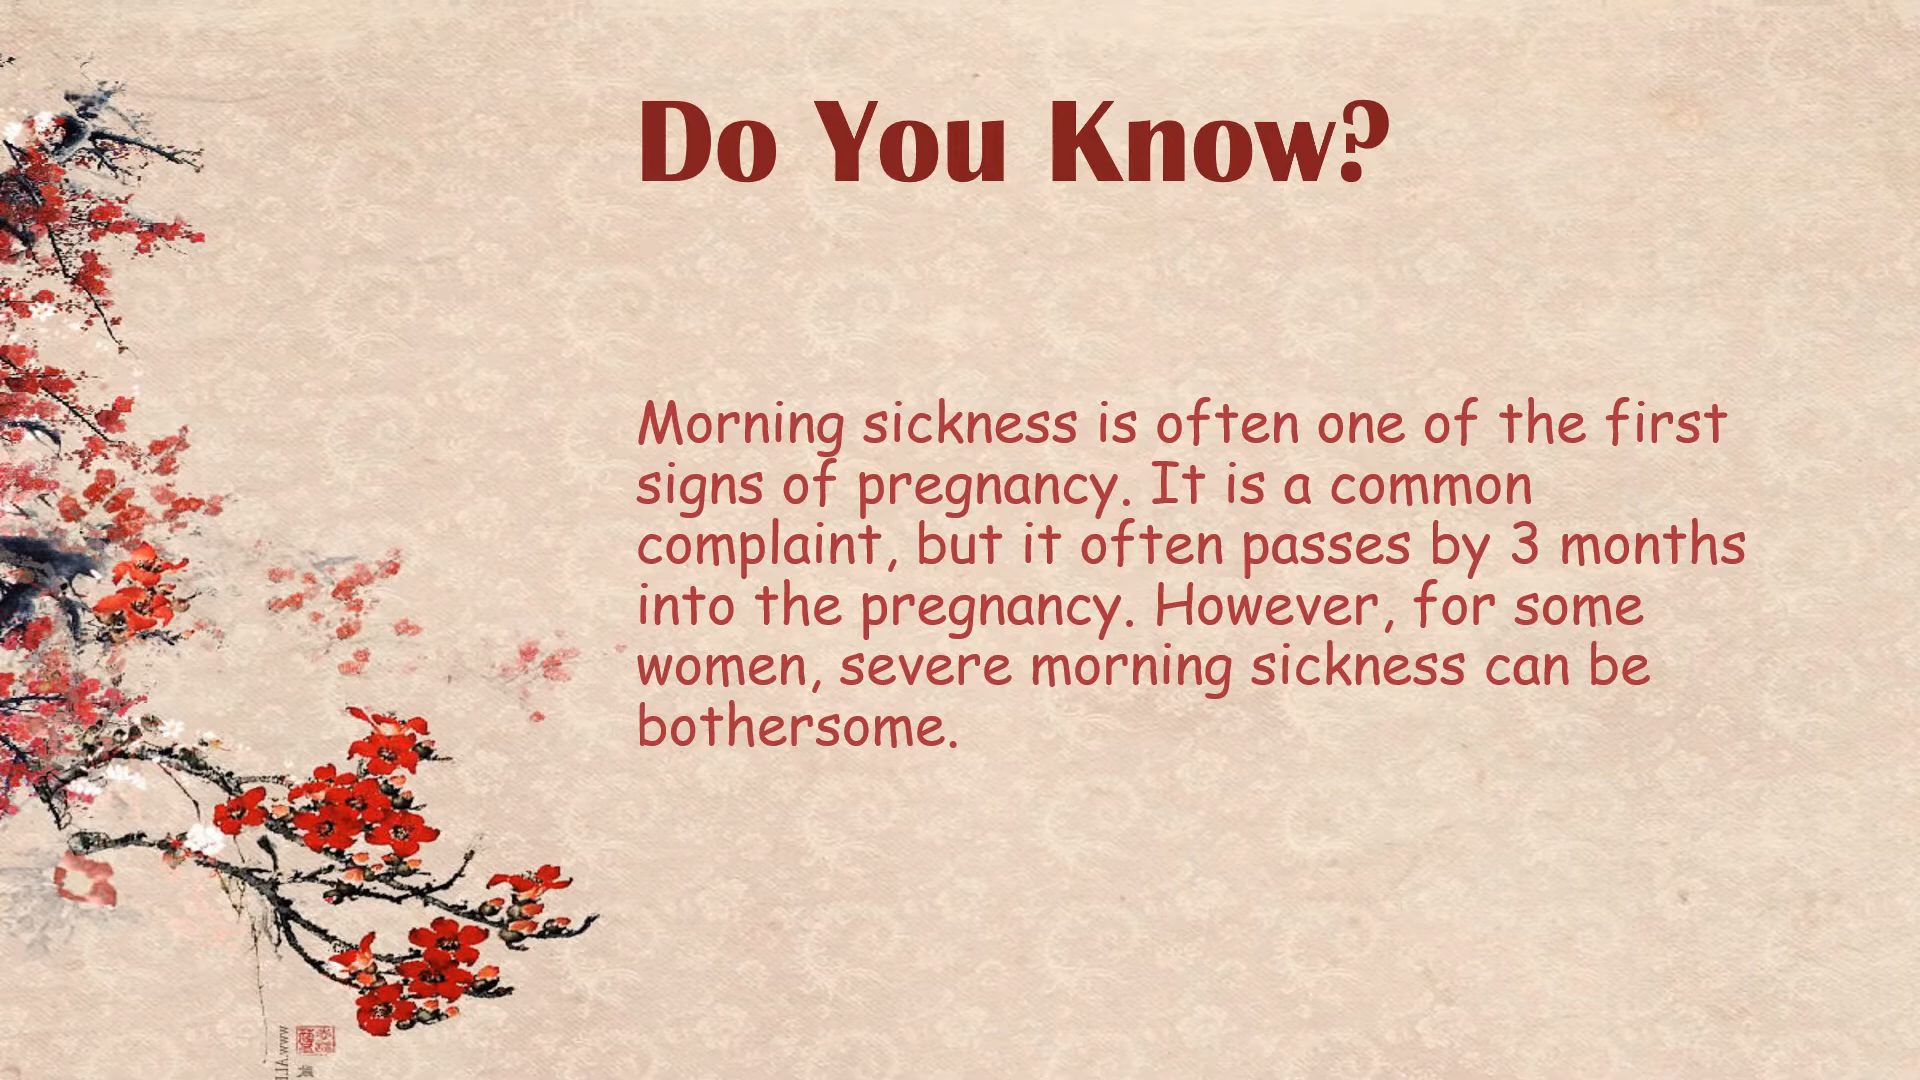 Do You Know?
Morning sickness is often one of the first
signs of pregnancy. It is a common
complaint, but it often passes by 3 months
into the pregnancy. However, for some
women, severe morning sickness can be
bothersome.